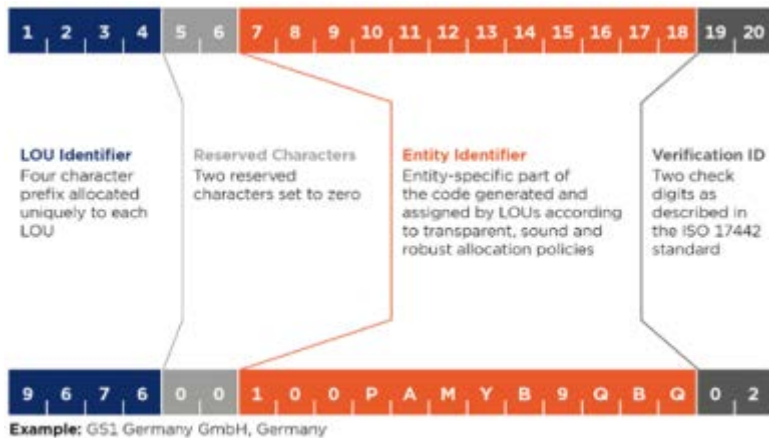 1 2 3 4 5 6 7 8 9 10 11 12 13 14 15 16 17 18 19 20
LOU Identifier
Four character
prefix allocated
uniquely to each
LOU
Reserved Characters
Two reserved
characters set to zero
Entity Identifier
Entity-specific part of
the code generated and
assigned by LOUs according
to transparent, sound and
robust allocation policies
Verification ID
Two check
digits as
described in
the ISO 17442
standard
9 6 7 6 0 0 1 0 0 P A M Y B 9 Q B Q 0 2
Example: GS1 Germany GmbH, Germany